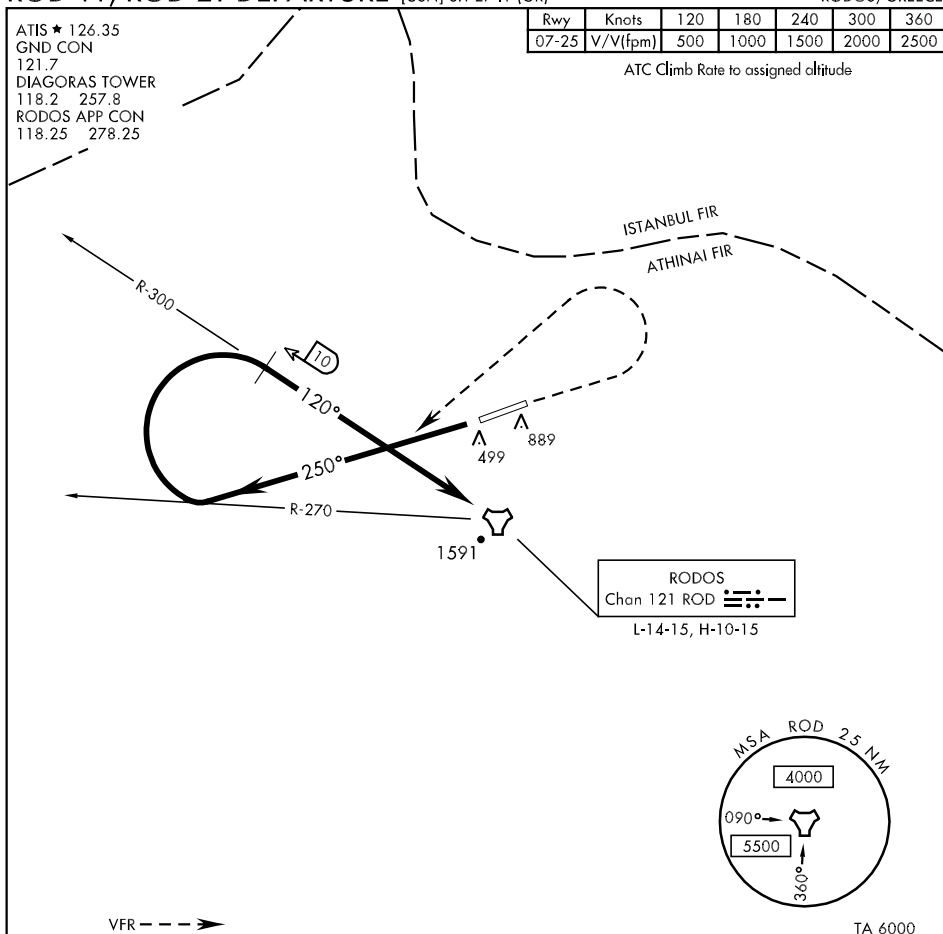 RODOS, GREECE
ATIS ★ 126.35
GND CON
121.7
DIAGORAS TOWER
118.2 257.8
RODOS APP CON
118.25 278.25
Rwy Knots 120 180 240 300 360
07-25 V/V(fpm) 500 1000 1500 2000 2500
ATC Climb Rate to assigned altitude
ISTANBUL FIR
ATHINAI FIR
R-300
10
120°
889
499
250°
R-270
1591
RODOS
Chan 121 ROD
L-14-15, H-10-15
MSA ROD 25 NM
4000
090°
5500
360°
VFR
TA 6000